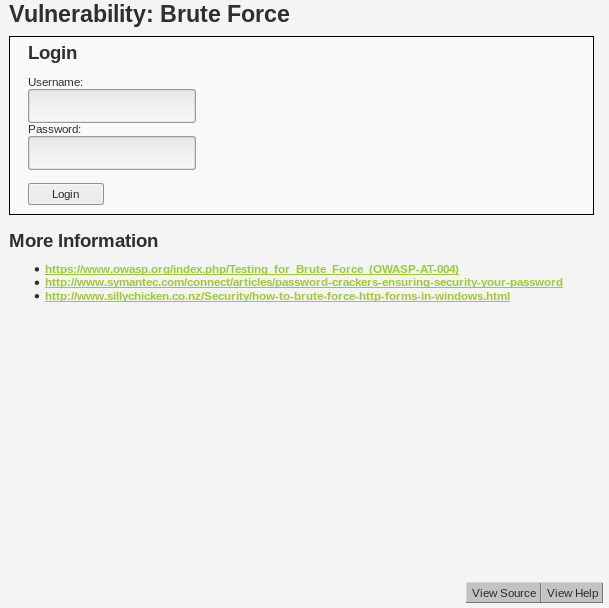 Vulnerability: Brute Force
Login
Username:
Password:
Login
More Information
• https://www.owasp.org/index.php/Testing_for_Brute_Force_(OWASP-AT-004)
• http://www.symantec.com/connect/articles/password-crackers-ensuring-security-your-password
• http://www.sillychicken.co.nz/Security/how-to-brute-force-http-forms-in-windows.html
View Source View Help